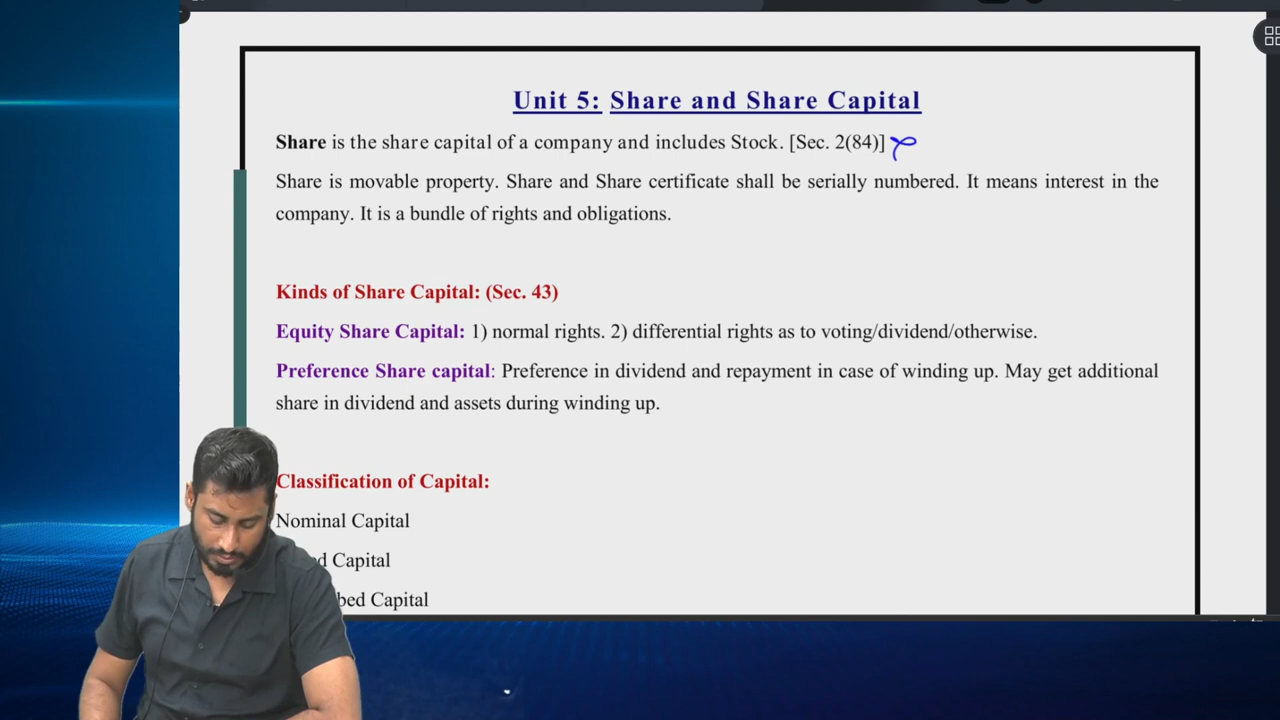 Unit 5: Share and Share Capital
Share is the share capital of a company and includes Stock. [Sec. 2(84)]
Share is movable property. Share and Share certificate shall be serially numbered. It means interest in the
company. It is a bundle of rights and obligations.
Kinds of Share Capital: (Sec. 43)
Equity Share Capital: 1) normal rights. 2) differential rights as to voting/dividend/otherwise.
Preference Share capital: Preference in dividend and repayment in case of winding up. May get additional
share in dividend and assets during winding up.
Classification of Capital:
Nominal Capital
Capital
Capital